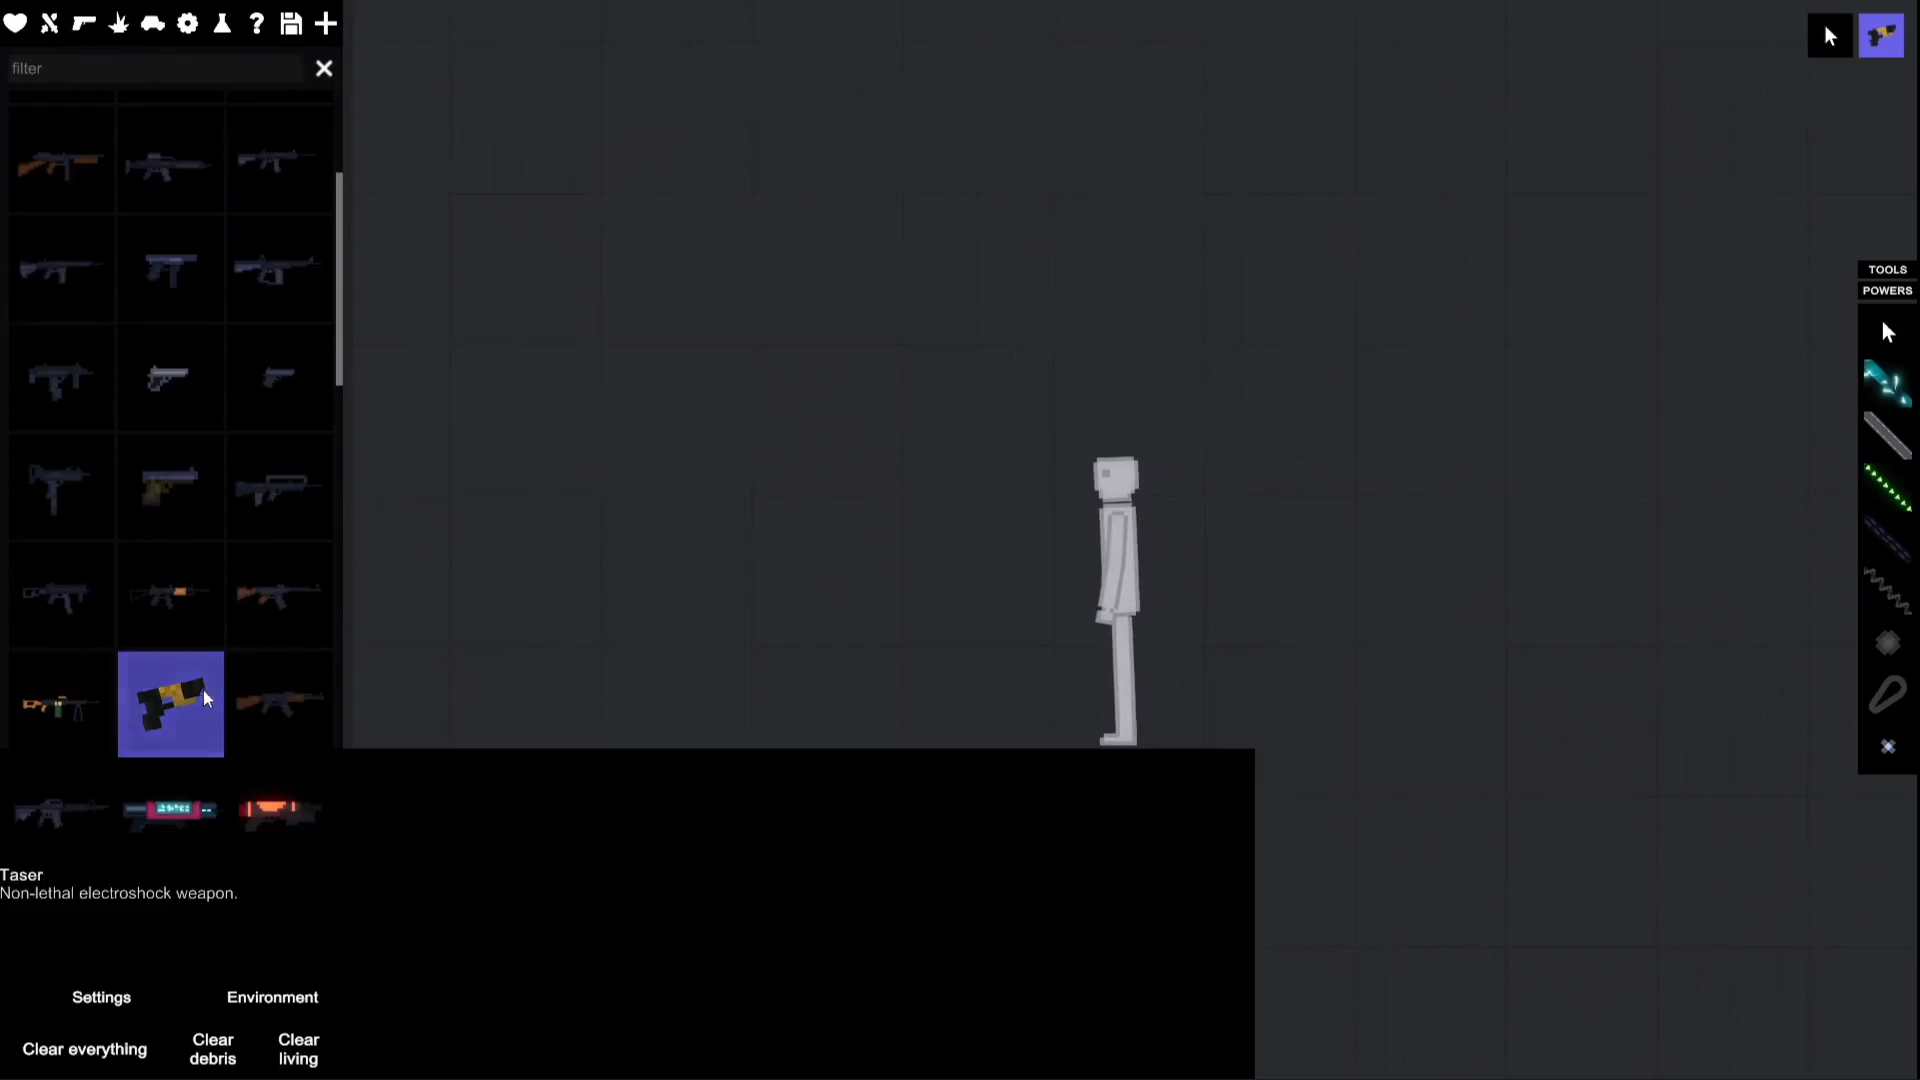 filter
TOOLS
POWERS
Taser
Non-lethal electroshock weapon.
Settings
Environment
Clear everything
Clear
debris
Clear
living